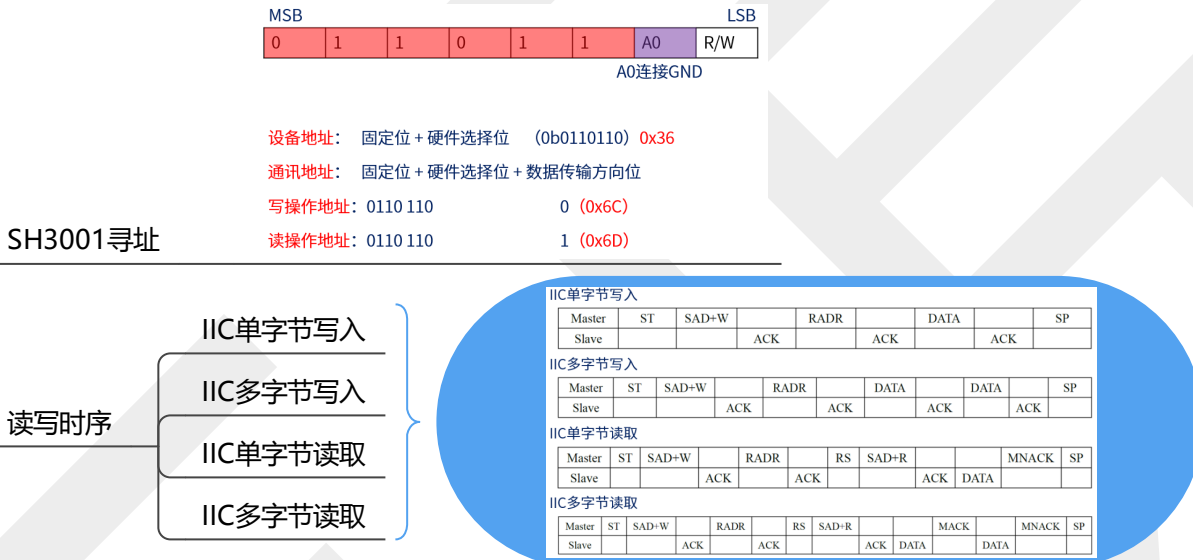 MSB LSB
0 1 1 0 1 1 A0 R/W
A0连接GND
设备地址： 固定位 + 硬件选择位 （0b0110110）0x36
通讯地址： 固定位 + 硬件选择位 + 数据传输方向位
写操作地址：0110 110 0（0x6C）
读操作地址：0110 110 1（0x6D）
SH3001寻址
读写时序
IIC单字节写入
IIC多字节写入
IIC单字节读取
IIC多字节读取
IIC单字节写入
Master ST SAD+W RADR DATA SP
Slave ACK ACK ACK
IIC多字节写入
Master ST SAD+W RADR DATA DATA SP
Slave ACK ACK ACK ACK
IIC单字节读取
Master ST SAD+W RADR RS SAD+R MNACK SP
Slave ACK ACK ACK DATA
IIC多字节读取
Master ST SAD+W RADR RS SAD+R MACK MNACK SP
Slave ACK ACK ACK DATA DATA